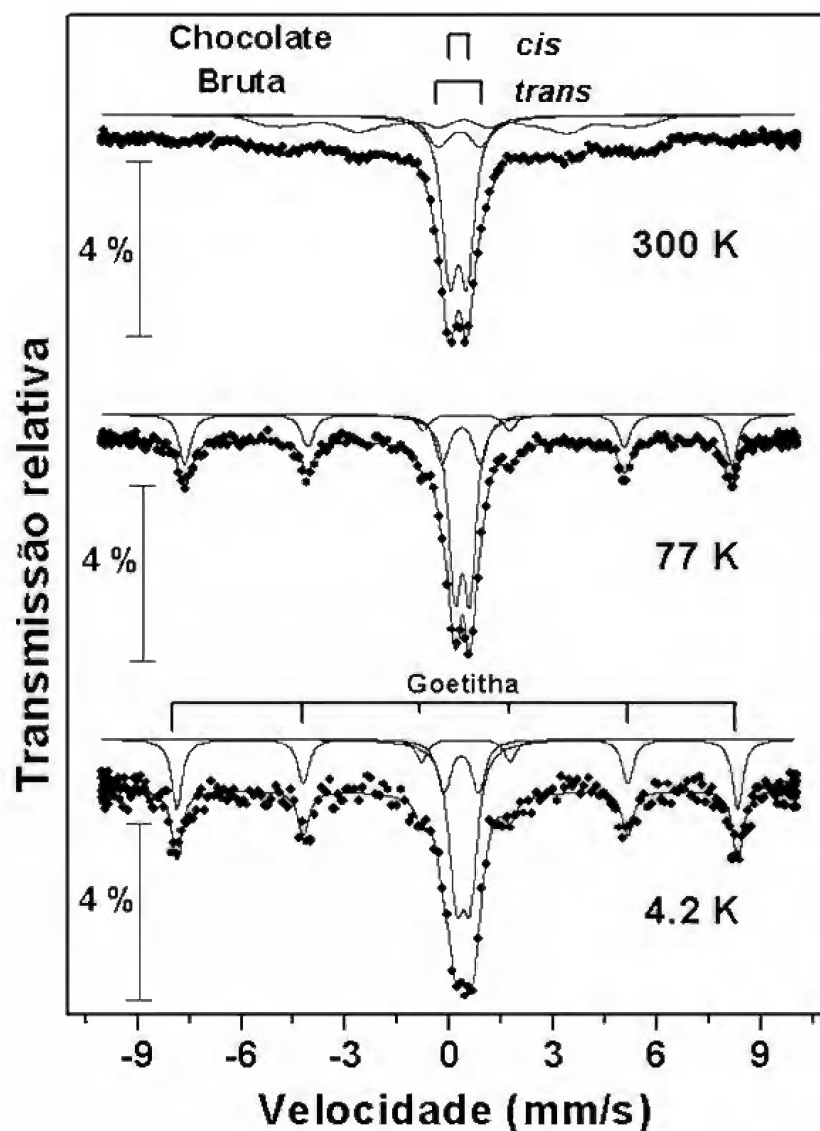 Chocolate
Bruta
cis
trans
4 %
300 K
4 %
77 K
Goetitha
4 %
4.2 K
Transmissão relativa
-9 -6 -3 0 3 6 9
Velocidade (mm/s)